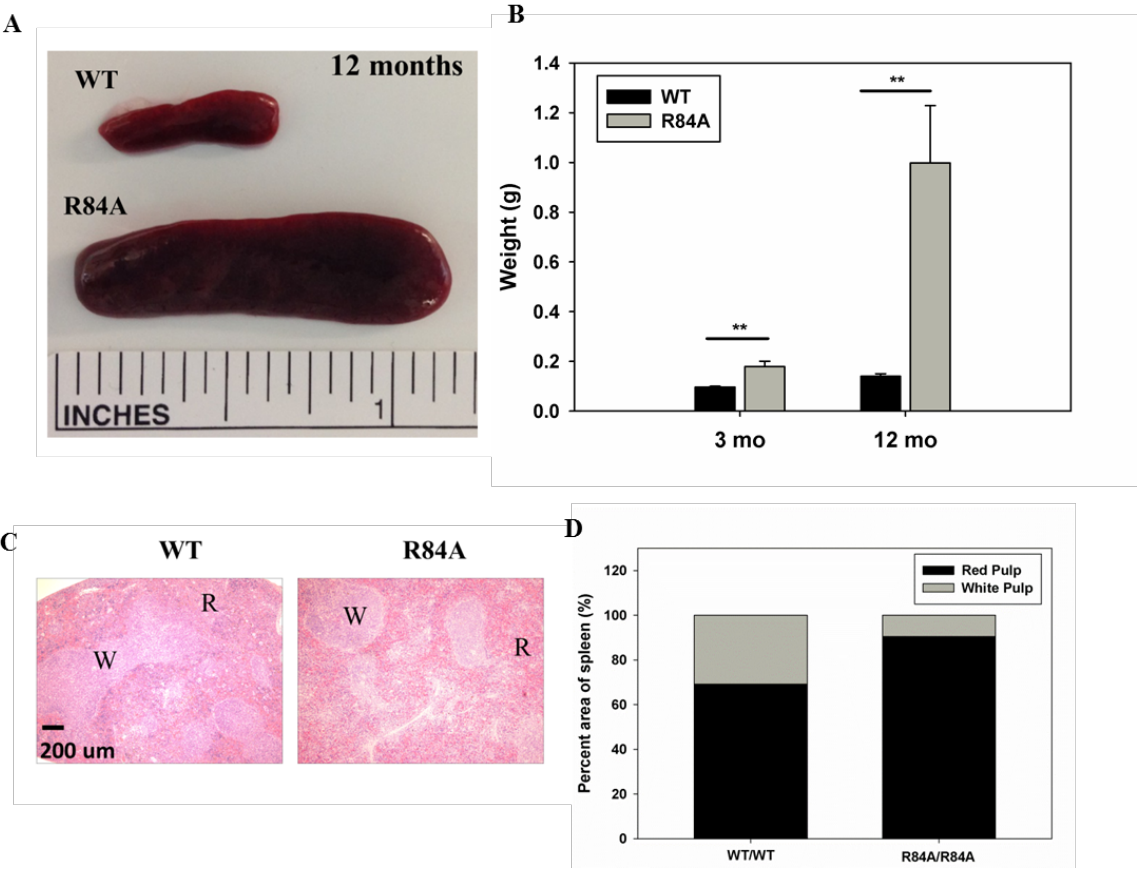 A
WT
12 months
R84A
INCHES
1
B
1.4
1.2
1.0
0.8
0.6
0.4
0.2
0.0
Weight (g)
WT
R84A
**
**
3 mo
12 mo
C
WT
R84A
R
W
200 um
W
R
D
120
100
80
60
40
20
0
Percent area of spleen (%)
Red Pulp
White Pulp
WT/WT
R84A/R84A